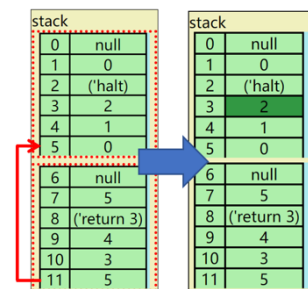 stack
0 null
1 0
2 ('halt)
3 2
4 1
5 0
6 null
7 5
8 ('return 3)
9 4
10 3
11 5
stack
0 null
1 0
2 ('halt)
3 2
4 1
5 0
6 null
7 5
8 ('return 3)
9 4
10 3
11 5